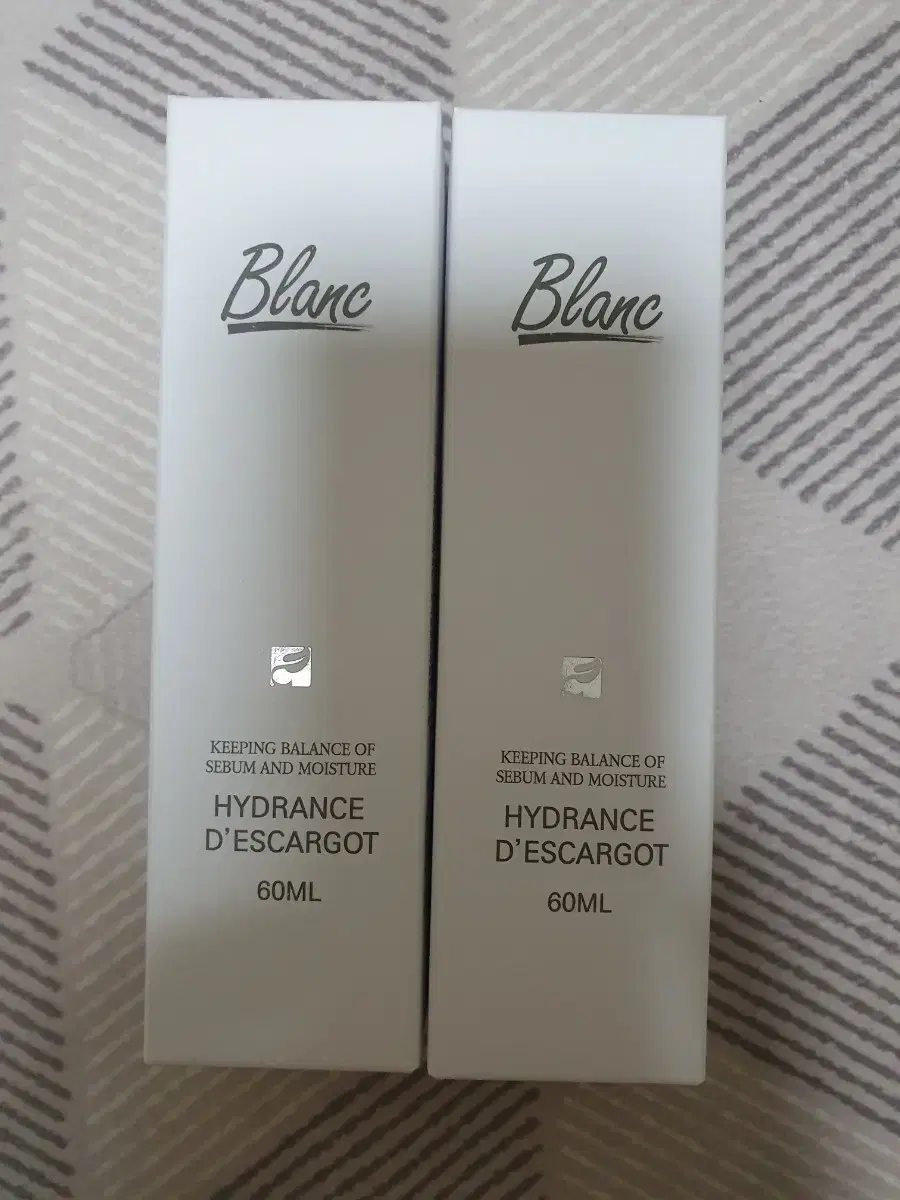 Blanc
KEEPING BALANCE OF
SEBUM AND MOISTURE
HYDRANCE
D'ESCARGOT
60ML
Blanc
KEEPING BALANCE OF
SEBUM AND MOISTURE
HYDRANCE
D'ESCARGOT
60ML